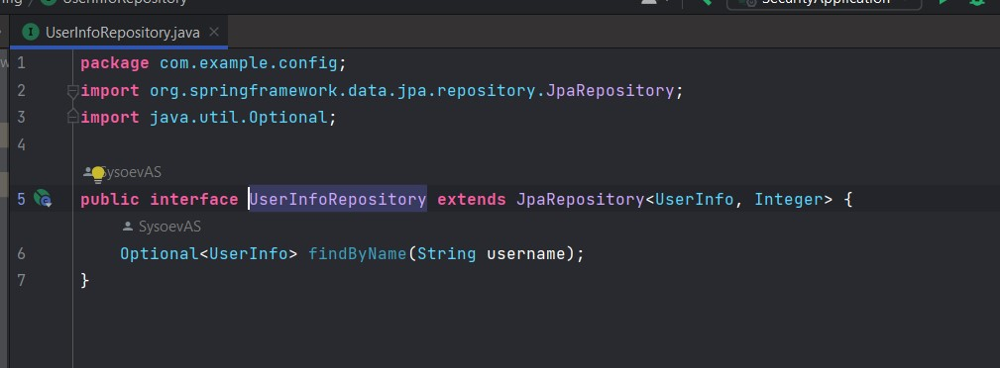 UserInfoRepository
SecurityApplication
UserInfoRepository.java
1 package com.example.config;
2 import org.springframework.data.jpa.repository.JpaRepository;
3 import java.util.Optional;
4
SysoevAS
5 public interface UserInfoRepository extends JpaRepository<UserInfo, Integer> {
SysoevAS
6 Optional<UserInfo> findByName(String username);
7 }